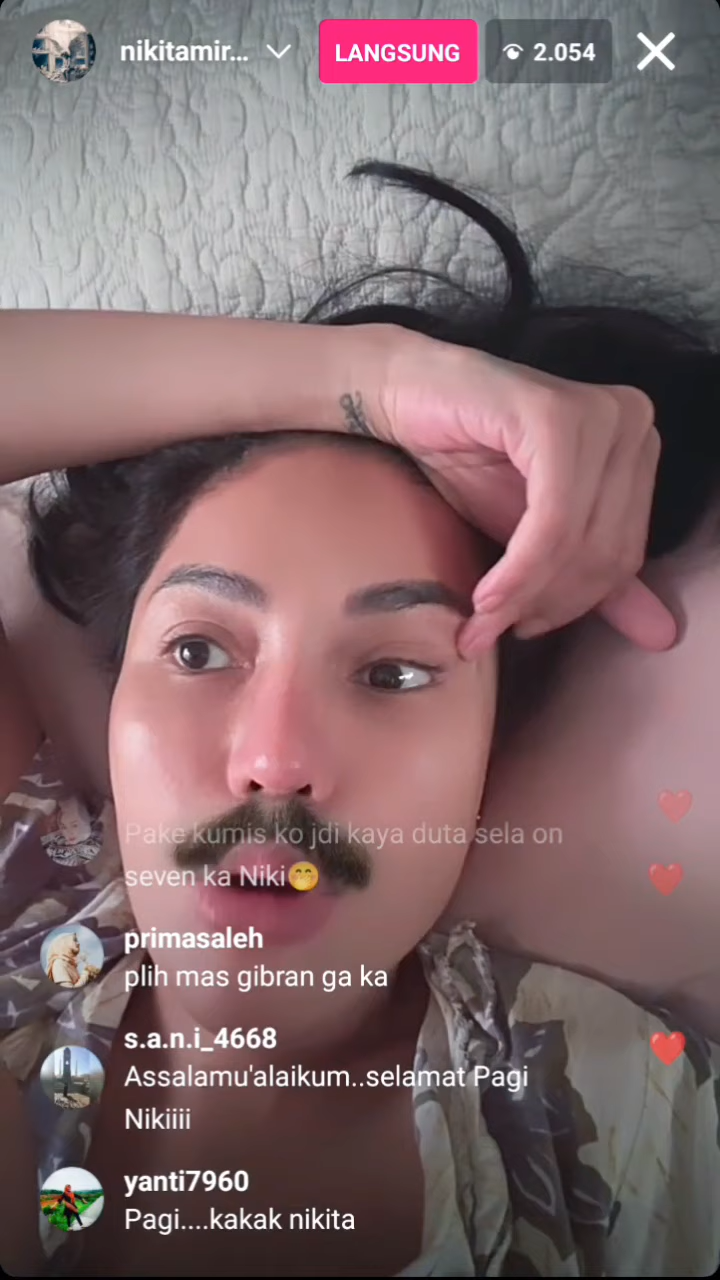 nikitamir...
LANGSUNG
2.054
Pake kumis ko jdi kaya duta sela on
seven ka Niki🤭
primasaleh
plih mas gibran ga ka
s.a.n.i_4668
Assalamu'alaikum..selamat Pagi
Nikiiii
yanti7960
Pagi....kakak nikita